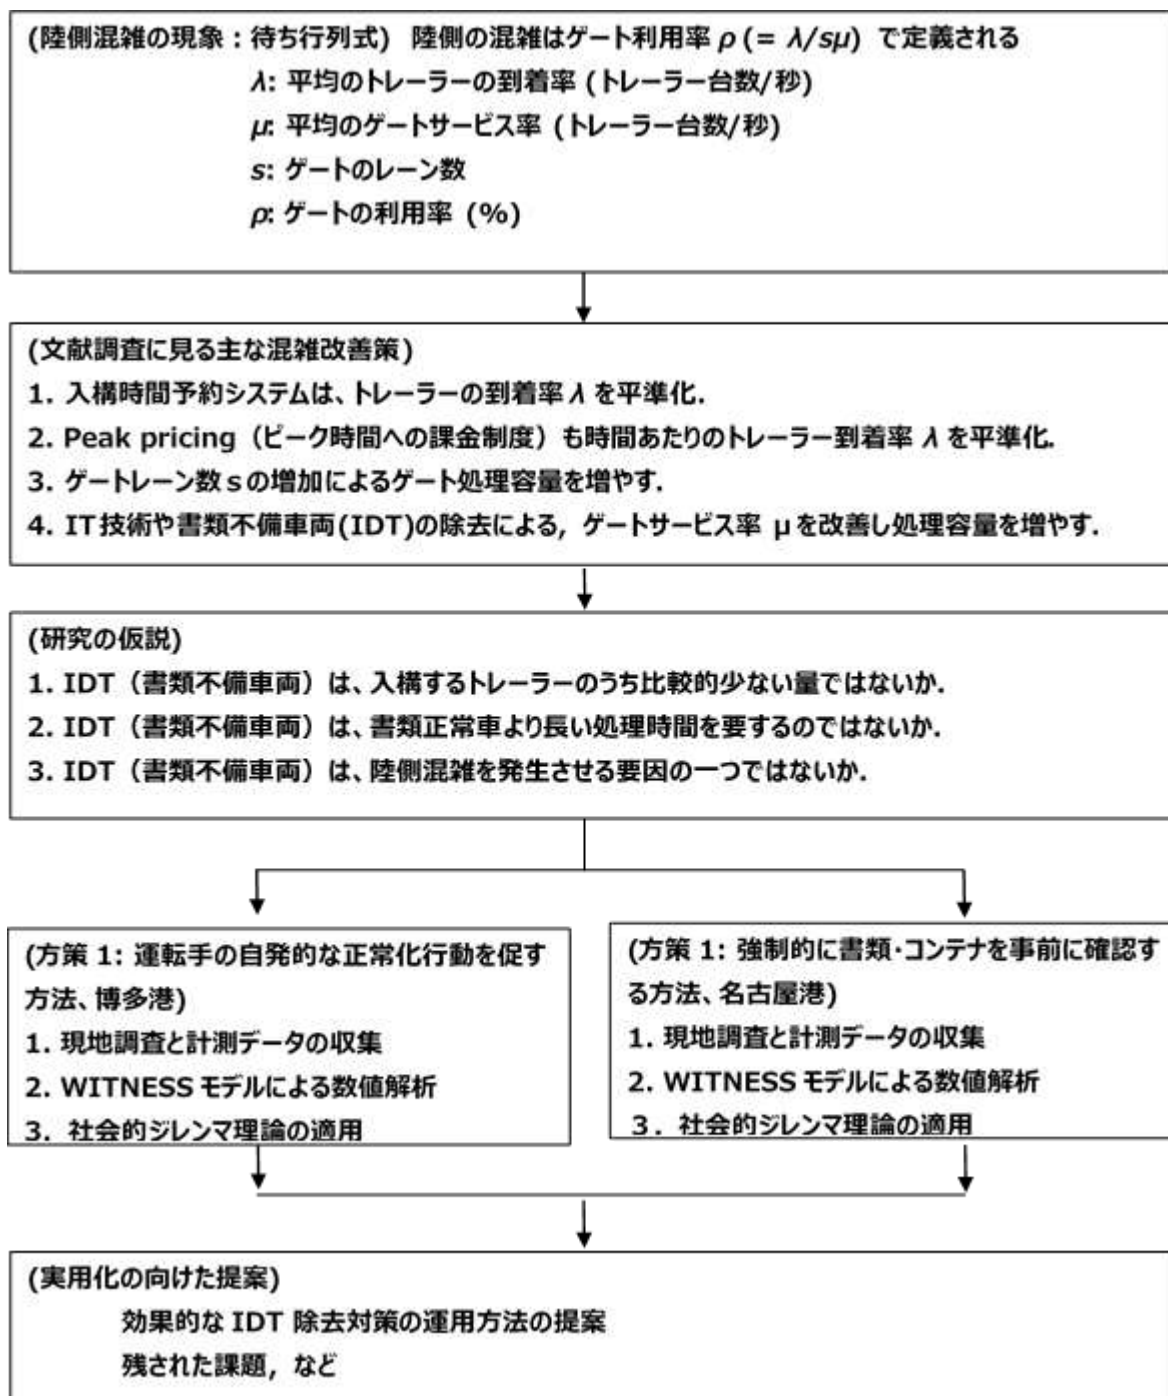 (陸側混雑の現象：待ち行列式) 陸側の混雑はゲート利用率 ρ (= λ/sμ) で定義される
λ: 平均のトレーラーの到着率 (トレーラー台数/秒)
μ: 平均のゲートサービス率 (トレーラー台数/秒)
s: ゲートのレーン数
ρ: ゲートの利用率 (%)
(文献調査に見る主な混雑改善策)
1. 入構時間予約システムは、トレーラーの到着率 λ を平準化.
2. Peak pricing（ピーク時間への課金制度）も時間あたりのトレーラー到着率 λ を平準化.
3. ゲートレーン数 s の増加によるゲート処理容量を増やす.
4. IT技術や書類不備車両(IDT)の除去による, ゲートサービス率 μを改善し処理容量を増やす.
(研究の仮説)
1. IDT（書類不備車両）は、入構するトレーラーのうち比較的少ない量ではないか.
2. IDT（書類不備車両）は、書類正常車より長い処理時間を要するのではないか.
3. IDT（書類不備車両）は、陸側混雑を発生させる要因の一つではないか.
(方策 1: 運転手の自発的な正常化行動を促す
方法、博多港)
1. 現地調査と計測データの収集
2. WITNESS モデルによる数値解析
3. 社会的ジレンマ理論の適用
(方策 1: 強制的に書類・コンテナを事前に確認す
る方法、名古屋港)
1. 現地調査と計測データの収集
2. WITNESS モデルによる数値解析
３. 社会的ジレンマ理論の適用
(実用化の向けた提案)
効果的な IDT 除去対策の運用方法の提案
残された課題, など